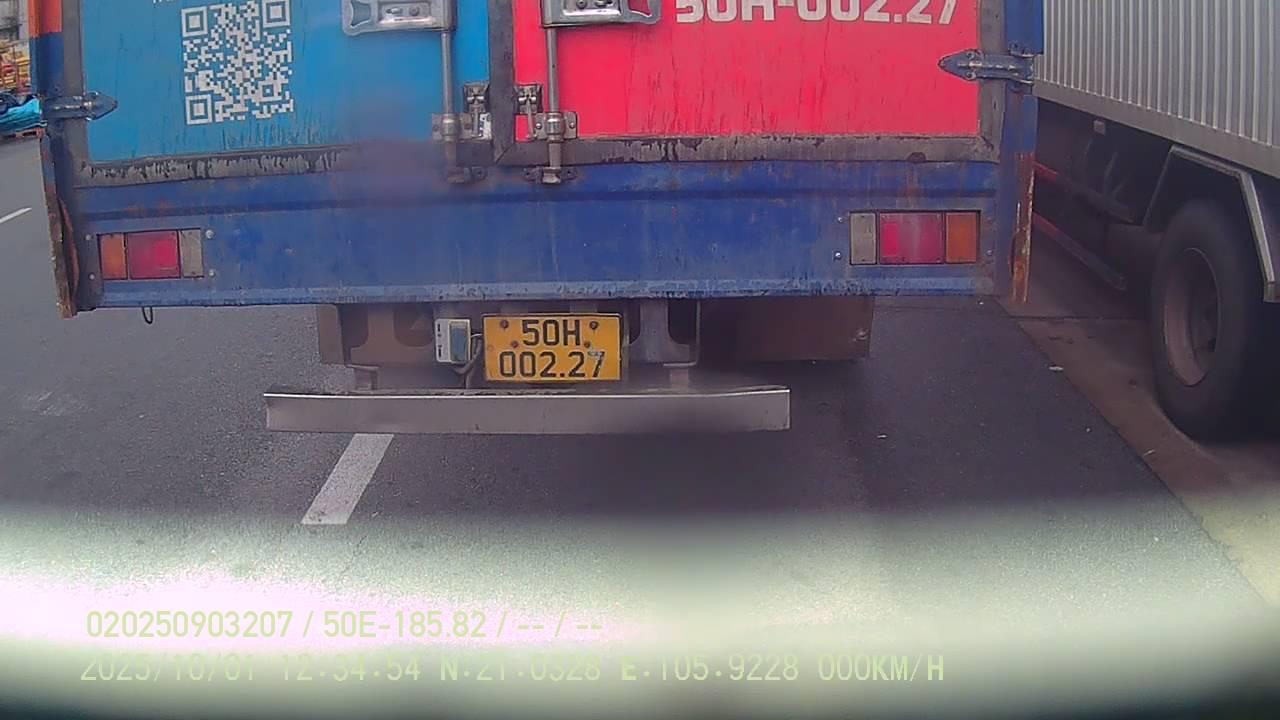 50H-002.27
50H
002.27
020250903207 / 50E-185.82 / -- / --
2025/10/01 12:34:54 N:21.0328 E:105.9228 000KM/H